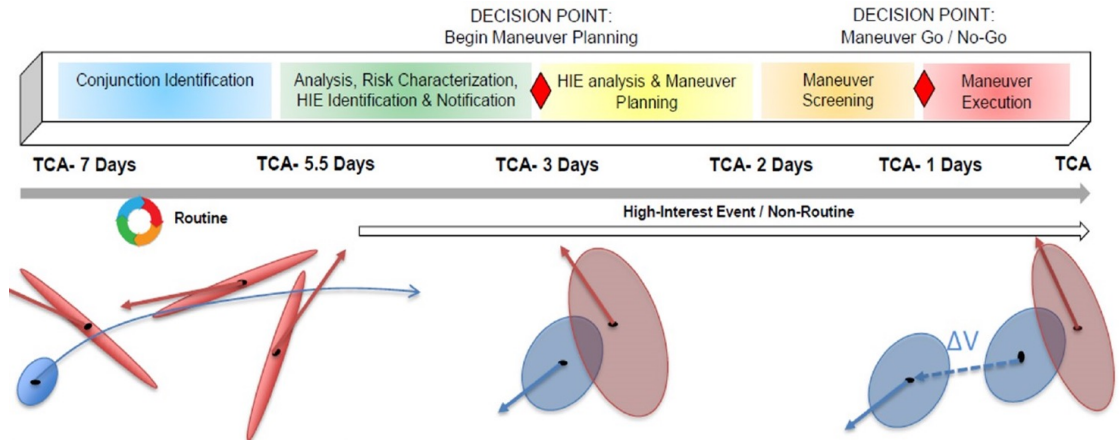 DECISION POINT:
Begin Maneuver Planning
DECISION POINT:
Maneuver Go / No-Go
Conjunction Identification
Analysis, Risk Characterization,
HIE Identification & Notification
HIE analysis & Maneuver
Planning
Maneuver
Screening
Maneuver
Execution
TCA- 7 Days
TCA- 5.5 Days
TCA- 3 Days
TCA- 2 Days
TCA- 1 Days
TCA
Routine
High-Interest Event / Non-Routine
ΔV